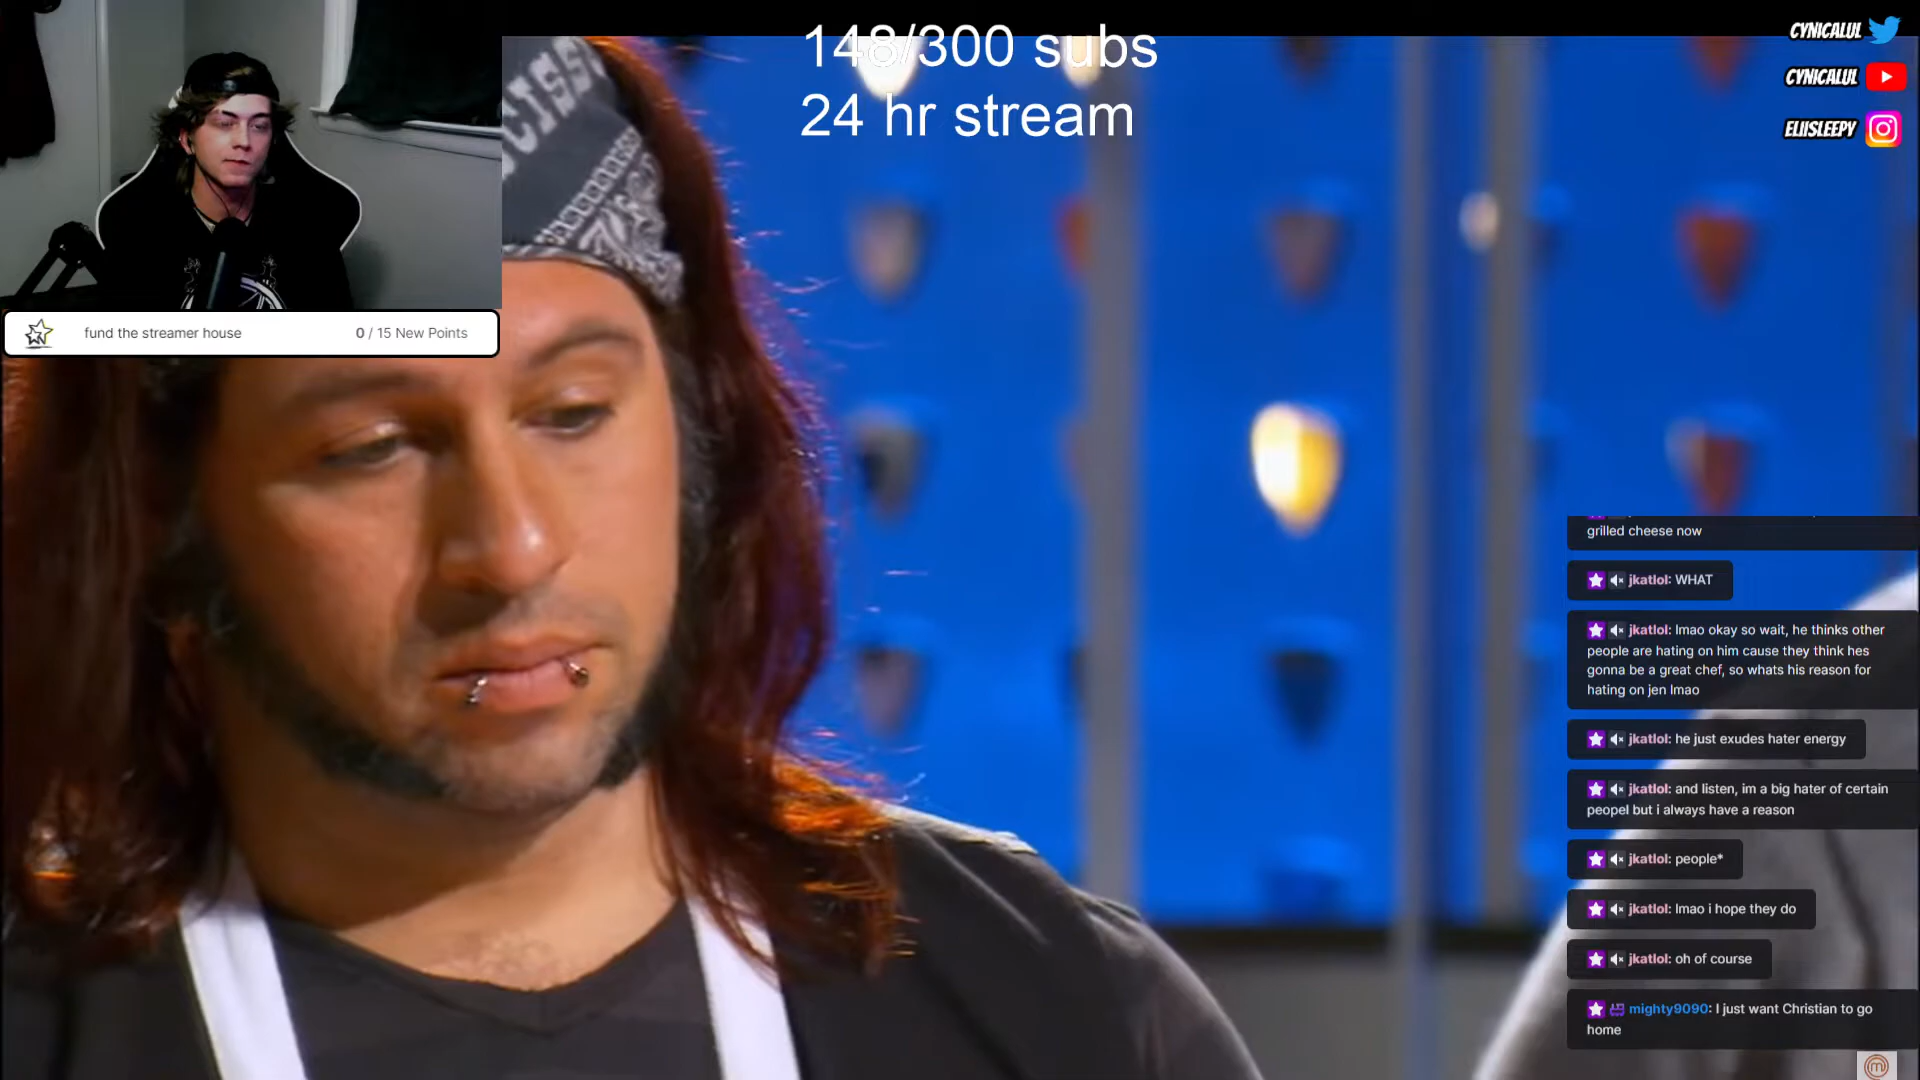 148/300 subs
24 hr stream
CYNICALUL
CYNICALUL
ELIISLEEPY
fund the streamer house 0 / 15 New Points
grilled cheese now
jkatlol: WHAT
jkatlol: lmao okay so wait, he thinks other
people are hating on him cause they think hes
gonna be a great chef, so whats his reason for
hating on jen lmao
jkatlol: he just exudes hater energy
jkatlol: and listen, im a big hater of certain
peopel but i always have a reason
jkatlol: people*
jkatlol: lmao i hope they do
jkatlol: oh of course
mighty9090: I just want Christian to go
home